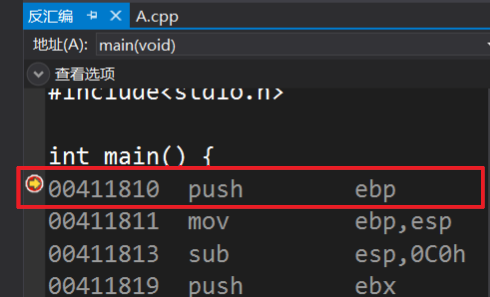 反汇编 A.cpp
地址(A): main(void)
查看选项
#include<stdio.h>
int main() {
00411810 push ebp
00411811 mov ebp,esp
00411813 sub esp,0C0h
00411819 push ebx